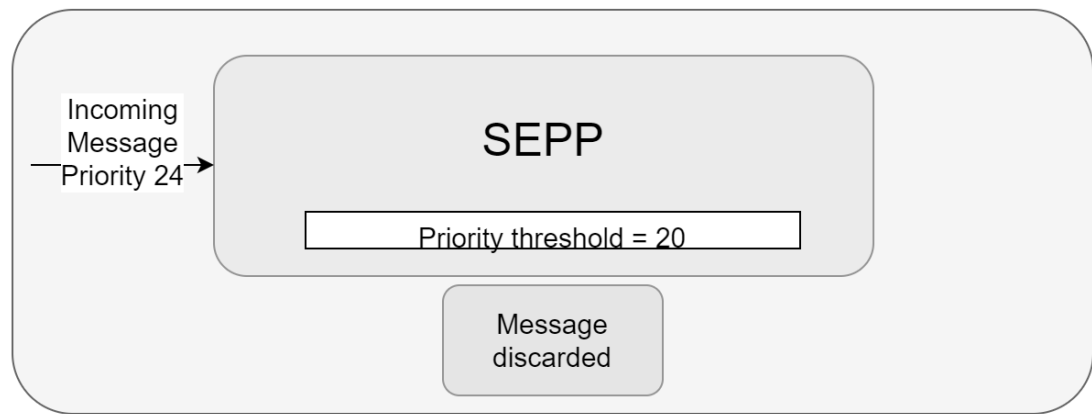 Incoming
Message
Priority 24
SEPP
Priority threshold = 20
Message
discarded